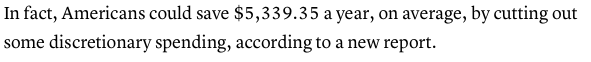 In fact, Americans could save $5,339.35 a year, on average, by cutting out
some discretionary spending, according to a new report.